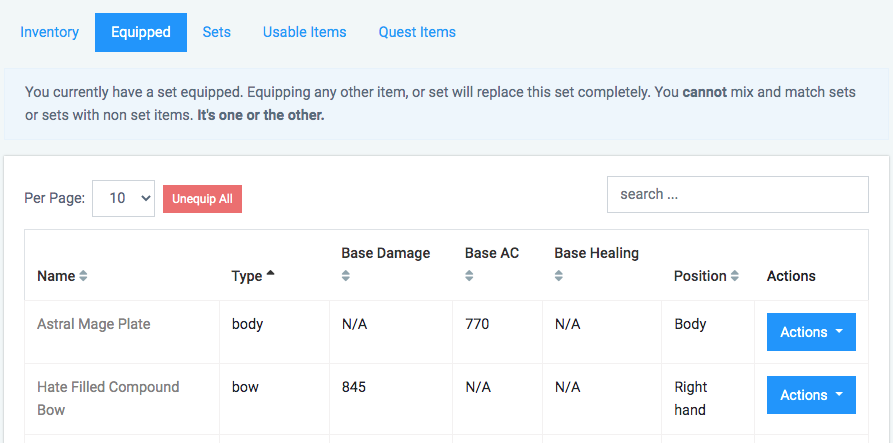 Inventory Equipped Sets Usable Items Quest Items
You currently have a set equipped. Equipping any other item, or set will replace this set completely. You cannot mix and match sets
or sets with non set items. It's one or the other.
Per Page: 10 Unequip All search ...
Name Type Base Damage Base AC Base Healing Position Actions
Astral Mage Plate body N/A 770 N/A Body Actions
Hate Filled Compound bow 845 N/A N/A Right Actions
Bow hand